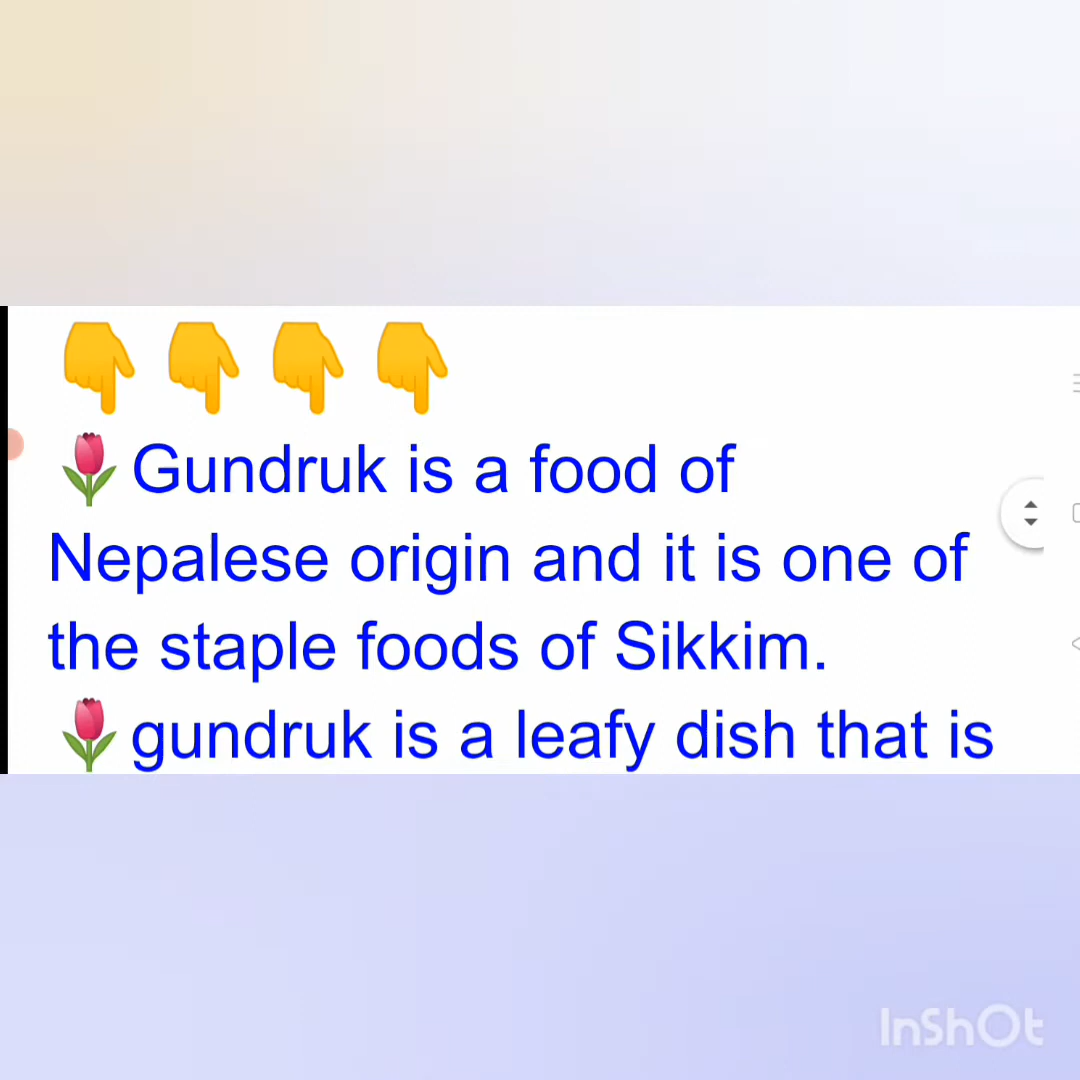 👇👇👇👇
🌷Gundruk is a food of
Nepalese origin and it is one of
the staple foods of Sikkim.
🌷gundruk is a leafy dish that is
InShOt